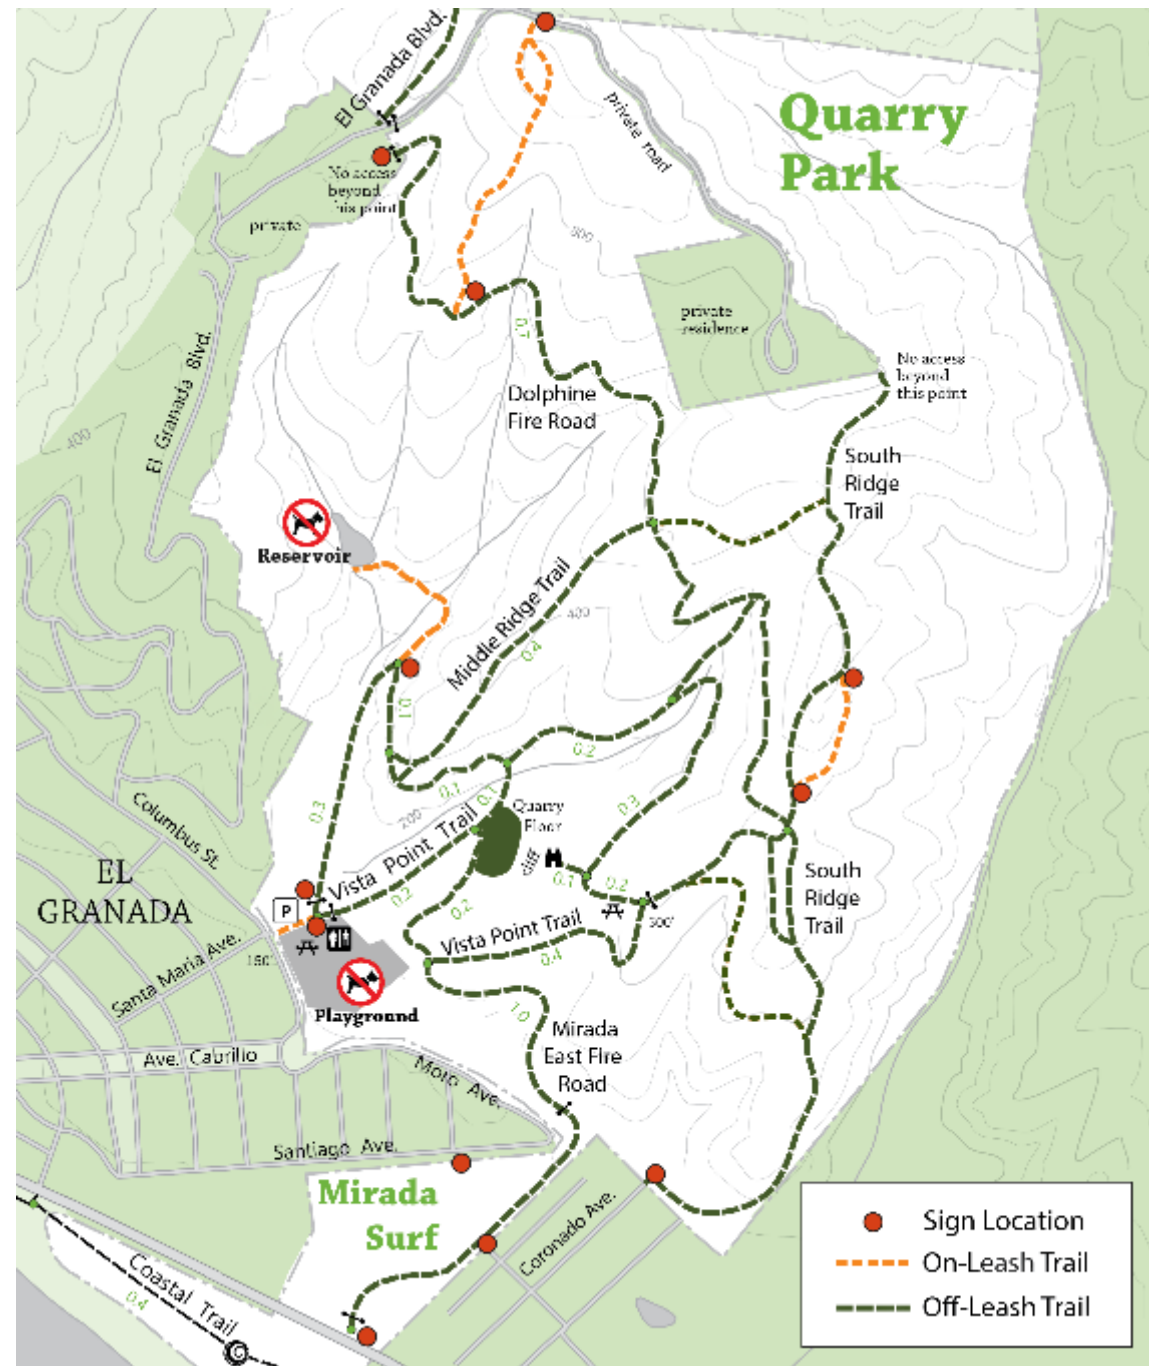 El Granada Blvd.
Quarry
Park
private road
No access
beyond
this point
private
800
private
residence
No access
beyond
this point
0.7
El Granada Blvd.
400
Dolphine
Fire Road
South
Ridge
Trail
Reservoir
Middle Ridge Trail
400
0.4
0.1
0.2
0.1
0.1
Quarry
Floor
200
0.3
0.3
Columbus St.
Vista Point Trail
cliff
0.1
0.2
EL
GRANADA
P
0.2
0.2
300'
South
Ridge
Trail
Vista Point Trail
0.4
Santa Maria Ave.
150'
Playground
1.0
Mirada
East Fire
Road
Ave. Cabrillo
Moro Ave.
Santiago Ave.
Mirada
Surf
Coronado Ave.
Coastal Trail
0.4
C
Sign Location
On-Leash Trail
Off-Leash Trail